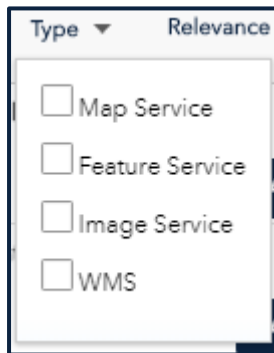 Type Relevance
Map Service
Feature Service
Image Service
WMS